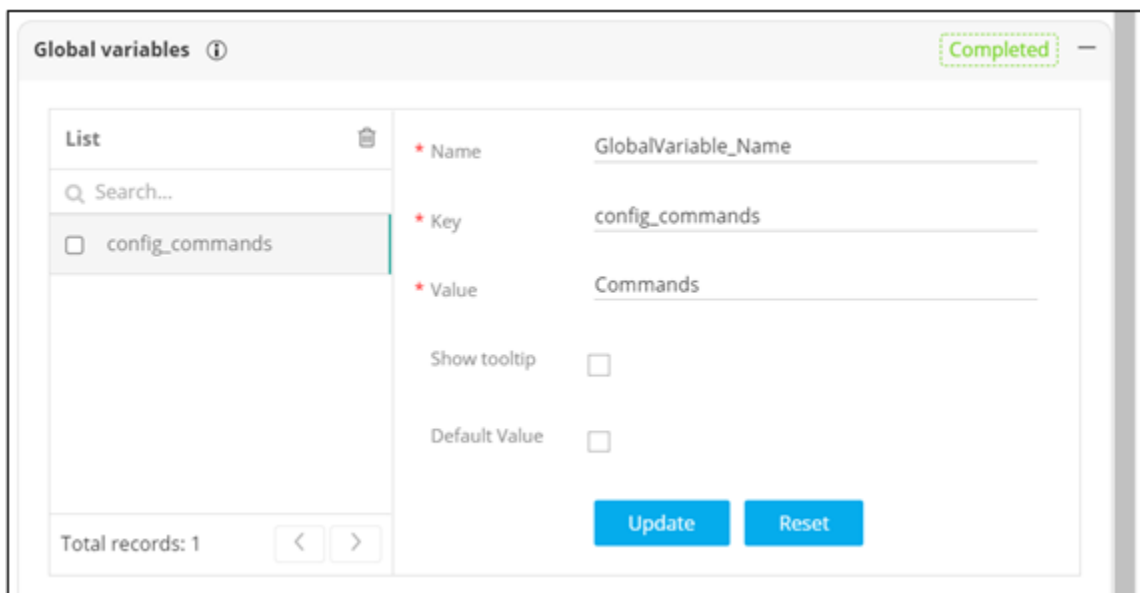 Global variables
Completed
List
Search...
config_commands
Total records: 1
* Name
GlobalVariable_Name
* Key
config_commands
* Value
Commands
Show tooltip
Default Value
Update
Reset